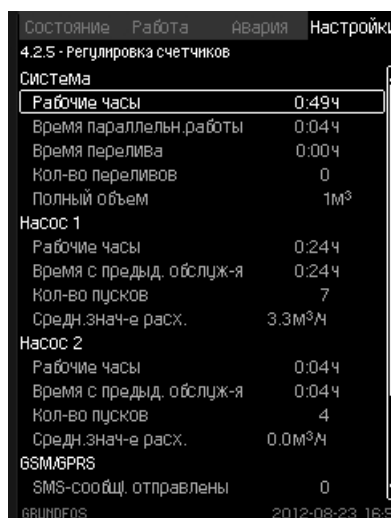 Состояние Работа Авария Настройки
4.2.5 - Регулировка счетчиков
Система
Рабочие часы 0:49ч
Время параллельн.работы 0:04ч
Время перелива 0:00ч
Кол-во переливов 0
Полный объем 1м³
Насос 1
Рабочие часы 0:24ч
Время с предыд. обслуж-я 0:24ч
Кол-во пусков 7
Средн.знач-е расх. 3.3м³/ч
Насос 2
Рабочие часы 0:04ч
Время с предыд. обслуж-я 0:04ч
Кол-во пусков 4
Средн.знач-е расх. 0.0м³/ч
GSM/GPRS
SMS-сообщ. отправлены 0
GRUNDFOS 2012-08-23 16:5